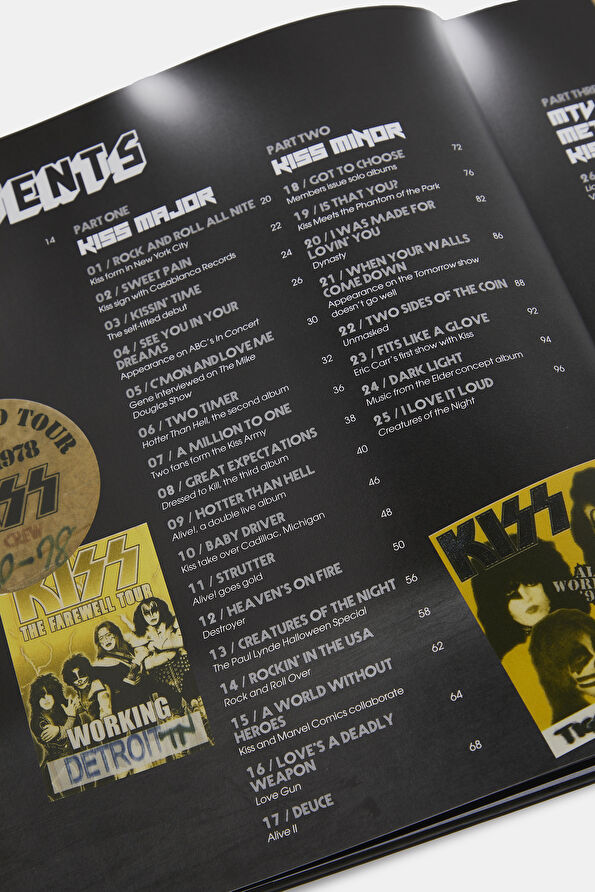 ENTS
14
PART ONE
KISS MAJOR
01 / ROCK AND ROLL ALL NITE 20
Kiss form in New York City
02 / SWEET PAIN 22
Kiss sign with Casablanca Records
03 / KISSIN' TIME 24
The self-titled debut
04 / SEE YOU IN YOUR 26
DREAMS
Appearance on ABC's In Concert
05 / C'MON AND LOVE ME 30
Gene interviewed on The Mike
Douglas Show
06 / TWO TIMER 32
Hotter Than Hell, the second album
07 / A MILLION TO ONE 36
Two fans form the Kiss Army
08 / GREAT EXPECTATIONS 38
Dressed to Kill, the third album
09 / HOTTER THAN HELL 40
Alive!, a double live album
10 / BABY DRIVER 46
Kiss take over Cadillac, Michigan
11 / STRUTTER 48
Alive! goes gold
12 / HEAVEN'S ON FIRE 50
Destroyer
13 / CREATURES OF THE NIGHT 56
The Paul Lynde Halloween Special
14 / ROCKIN' IN THE USA 58
Rock and Roll Over
15 / A WORLD WITHOUT 62
HEROES
Kiss and Marvel Comics collaborate
16 / LOVE'S A DEADLY 64
WEAPON
Love Gun
17 / DEUCE 68
Alive II
PART TWO
KISS MINOR
18 / GOT TO CHOOSE 72
Members issue solo albums
19 / IS THAT YOU? 76
Kiss Meets the Phantom of the Park
20 / I WAS MADE FOR 82
LOVIN' YOU
Dynasty
21 / WHEN YOUR WALLS 86
COME DOWN
Appearance on the Tomorrow show
doesn't go well
22 / TWO SIDES OF THE COIN 88
Unmasked
23 / FITS LIKE A GLOVE 92
Eric Carr's first show with Kiss
24 / DARK LIGHT 94
Music from the Elder concept album
25 / I LOVE IT LOUD 96
Creatures of the Night
PART THRE
MTV
MET
KIS
26
TOUR
1978
KISS
CREW
KISS
THE FAREWELL TOUR
WORKING
DETROIT
KISS
WOR